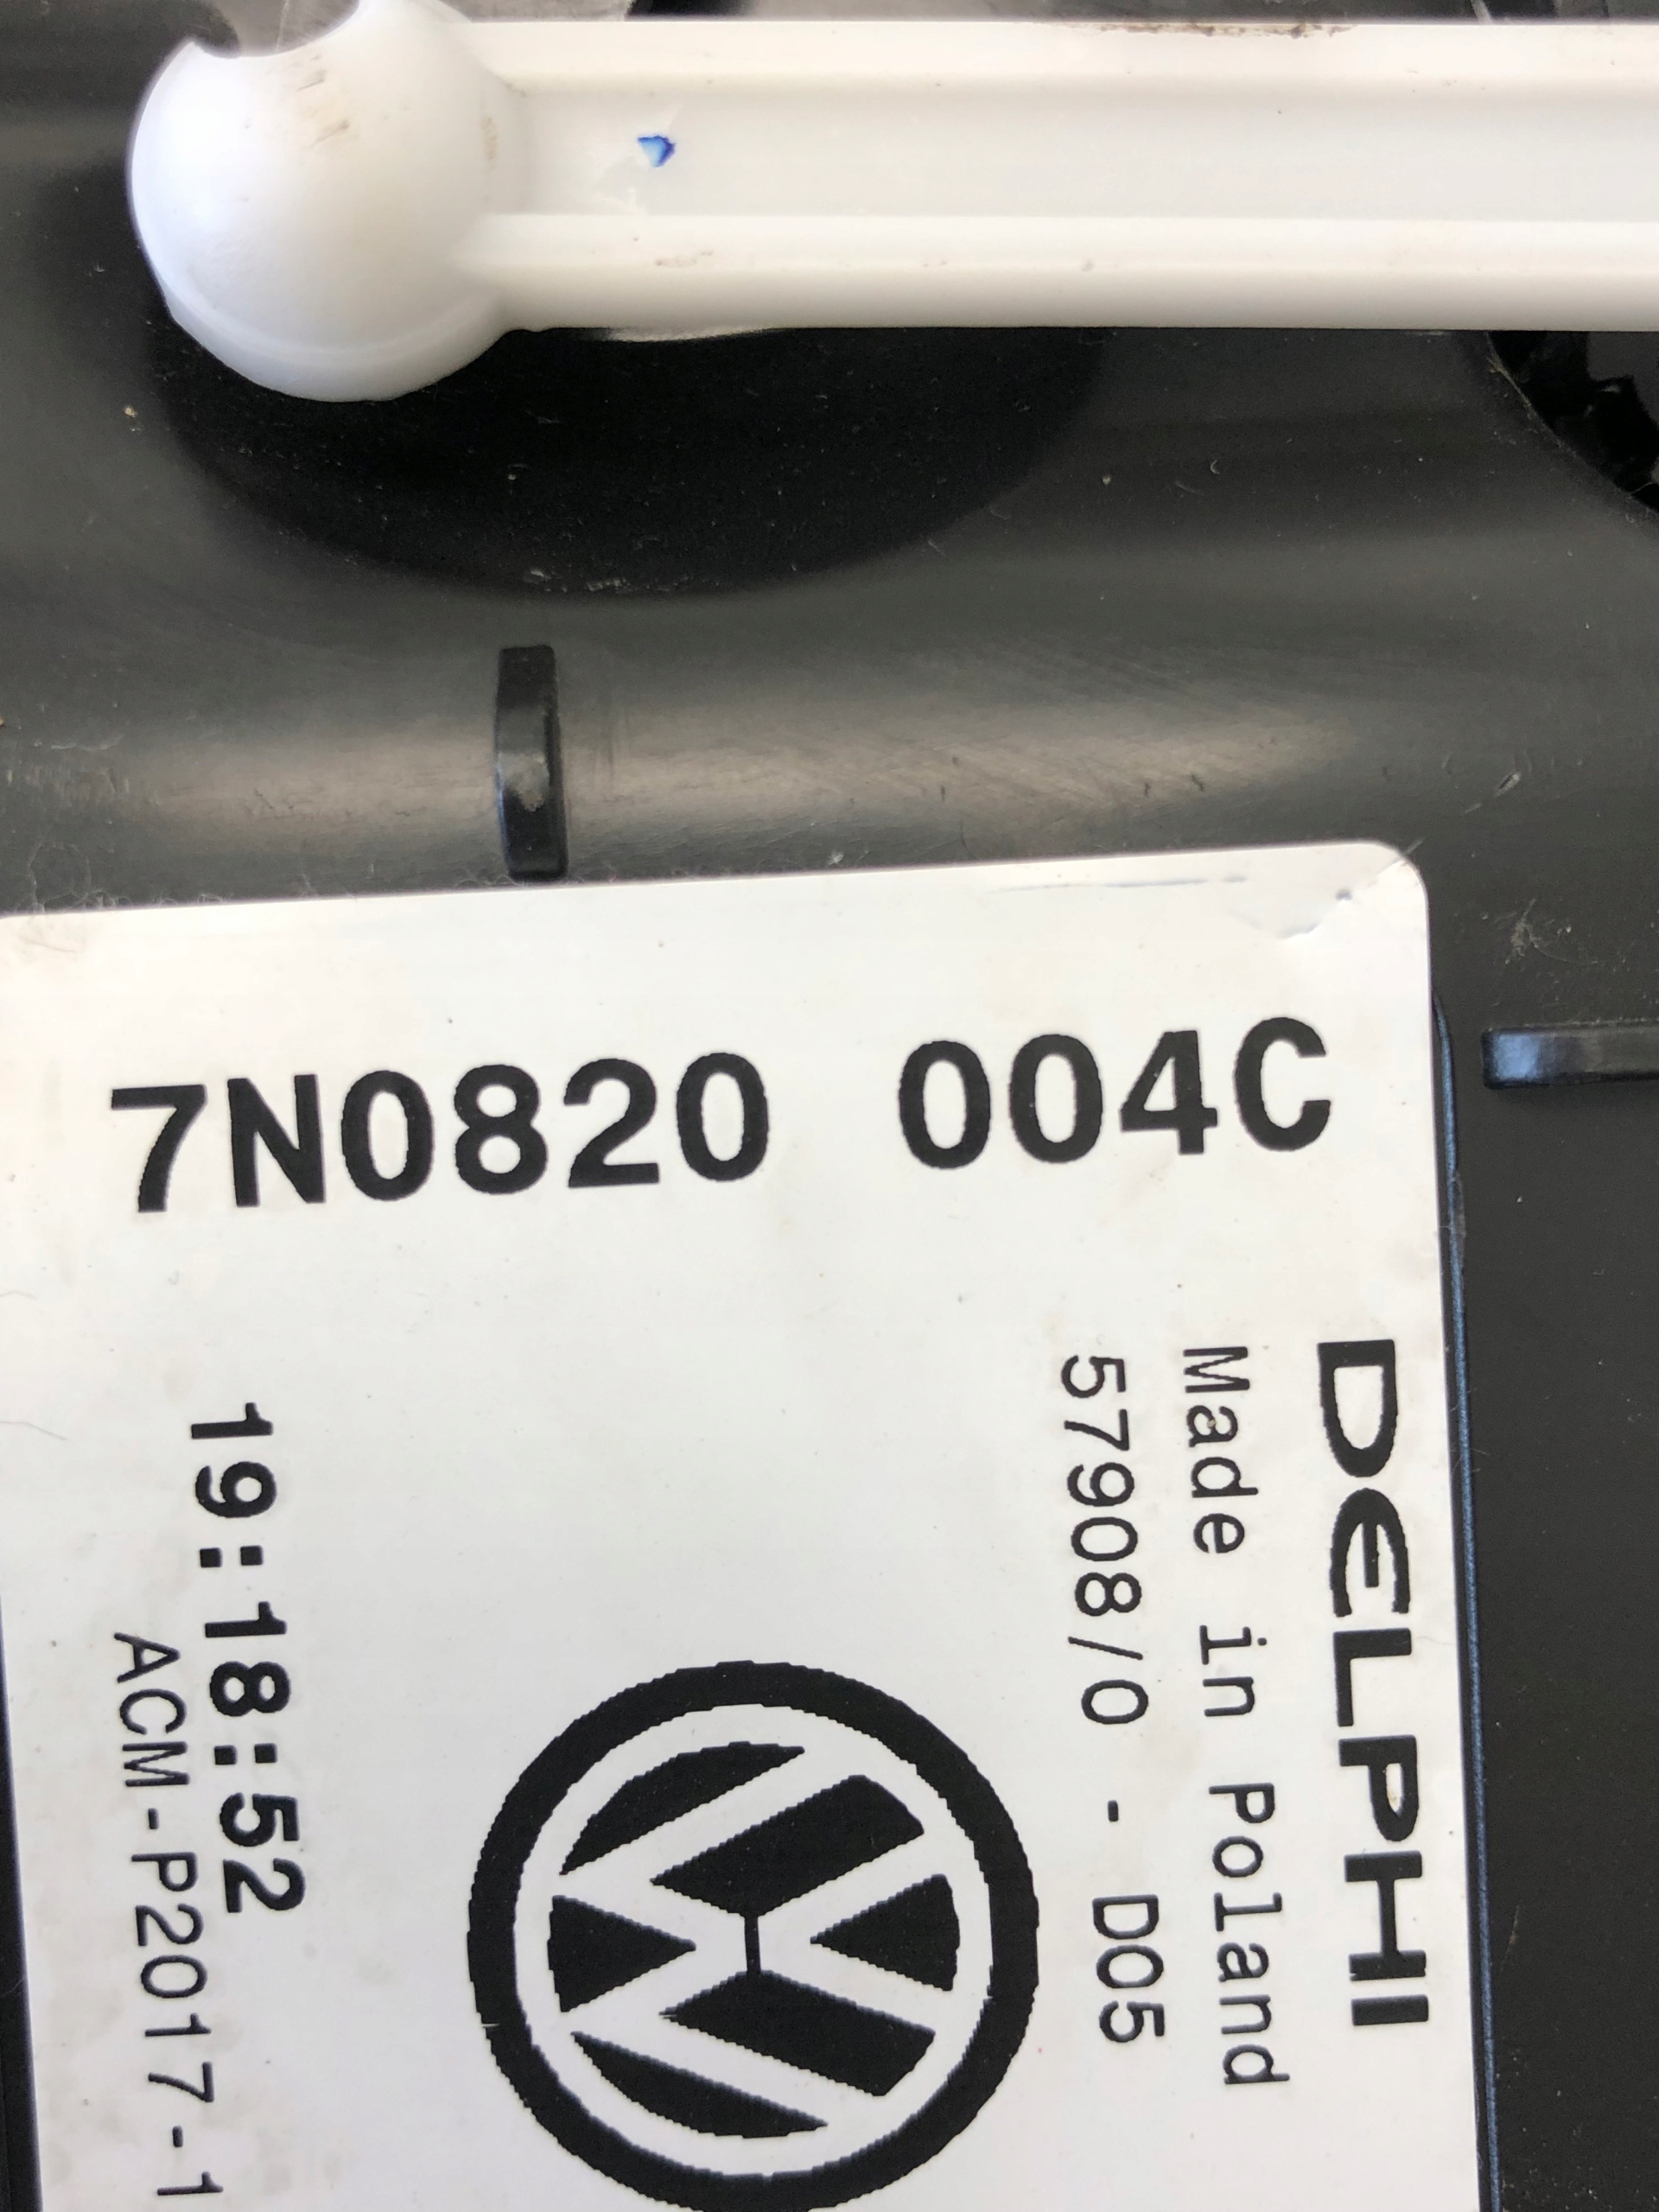 7N0820 004C
DELPHI
Made in Poland
57908/0 - D05
19:18:52
ACM-P2017-1